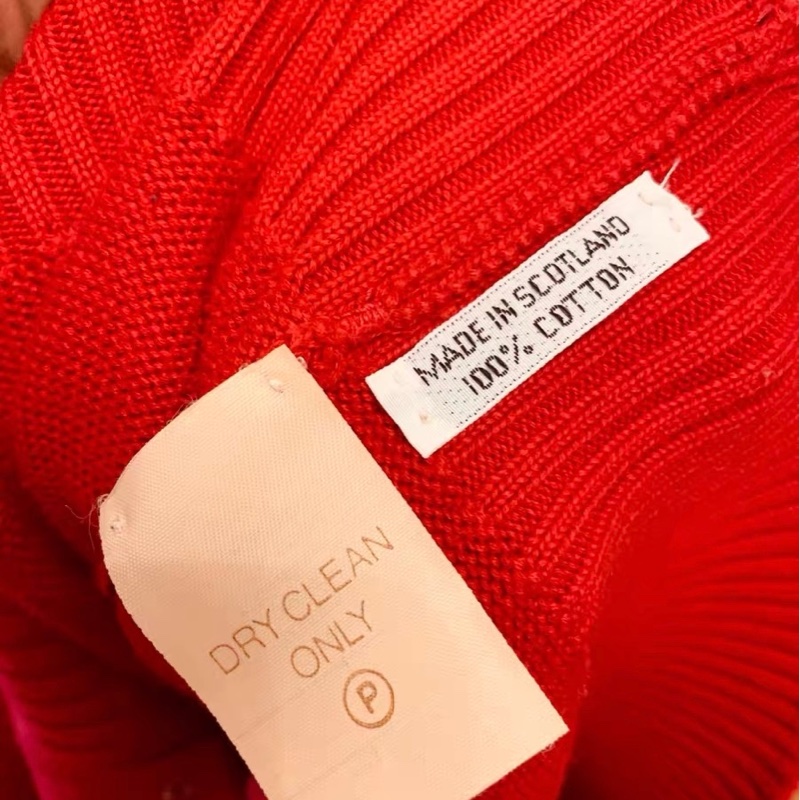 MADE IN SCOTLAND
100% COTTON
DRY CLEAN
ONLY
P